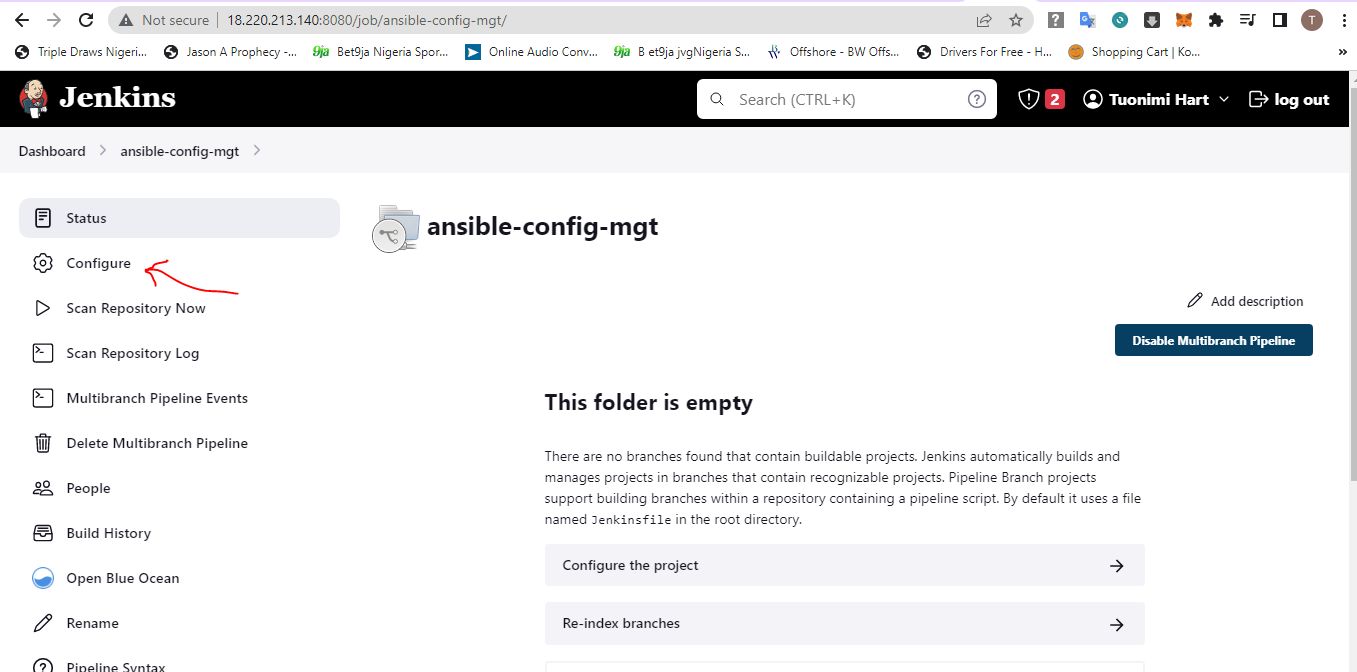 Not secure 18.220.213.140:8080/job/ansible-config-mgt/
T
Triple Draws Nigeri... Jason A Prophecy -... 9ja Bet9ja Nigeria Spor... Online Audio Conv... 9ja B et9ja jvgNigeria S... Offshore - BW Offs... Drivers For Free - H... Shopping Cart | Ko... »
Jenkins Search (CTRL+K) ? 2 Tuonimi Hart log out
Dashboard ansible-config-mgt
Status
ansible-config-mgt
Configure
Add description
Scan Repository Now
Disable Multibranch Pipeline
Scan Repository Log
Multibranch Pipeline Events
This folder is empty
Delete Multibranch Pipeline
There are no branches found that contain buildable projects. Jenkins automatically builds and
manages projects in branches that contain recognizable projects. Pipeline Branch projects
support building branches within a repository containing a pipeline script. By default it uses a file
named Jenkinsfile in the root directory.
People
Build History
Configure the project
Open Blue Ocean
Rename
Re-index branches
Pipeline Syntax